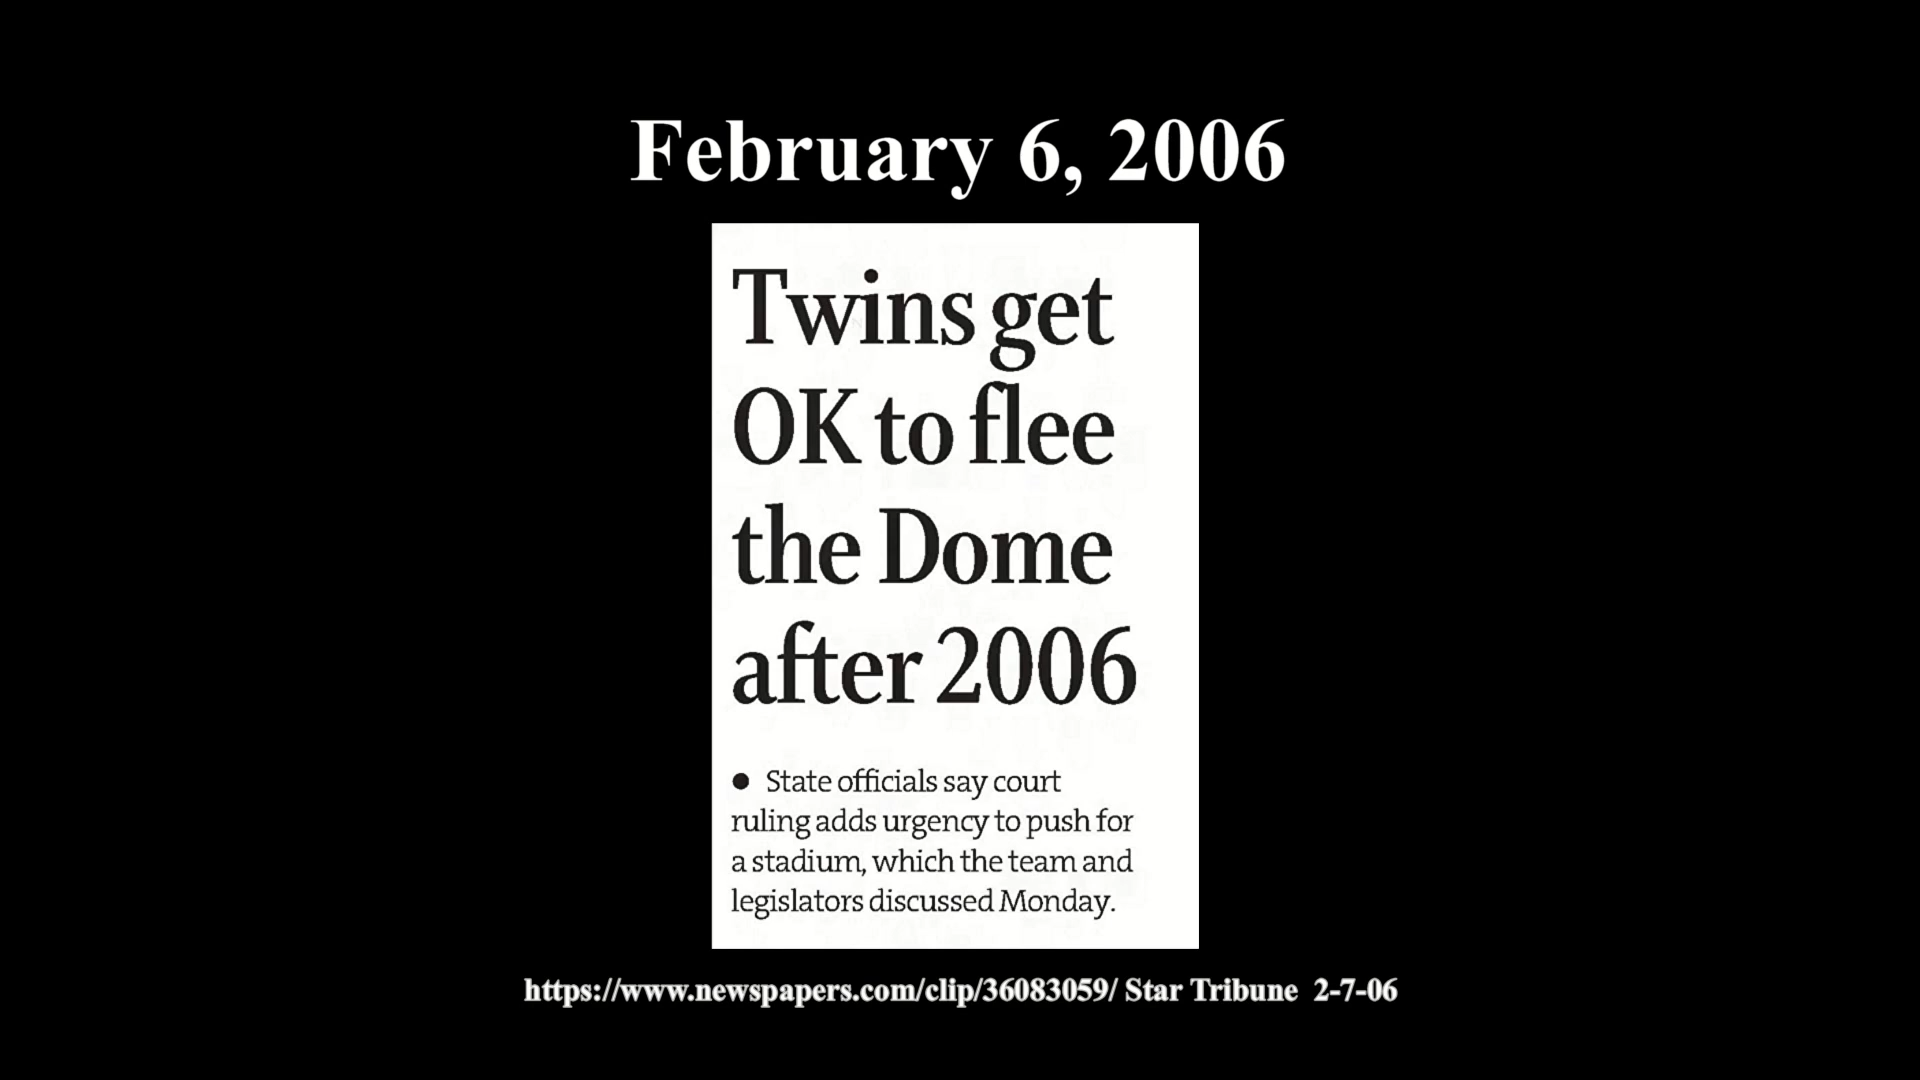 February 6, 2006
Twins get
OK to flee
the Dome
after 2006
● State officials say court
ruling adds urgency to push for
a stadium, which the team and
legislators discussed Monday.
https://www.newspapers.com/clip/36083059/ Star Tribune 2-7-06